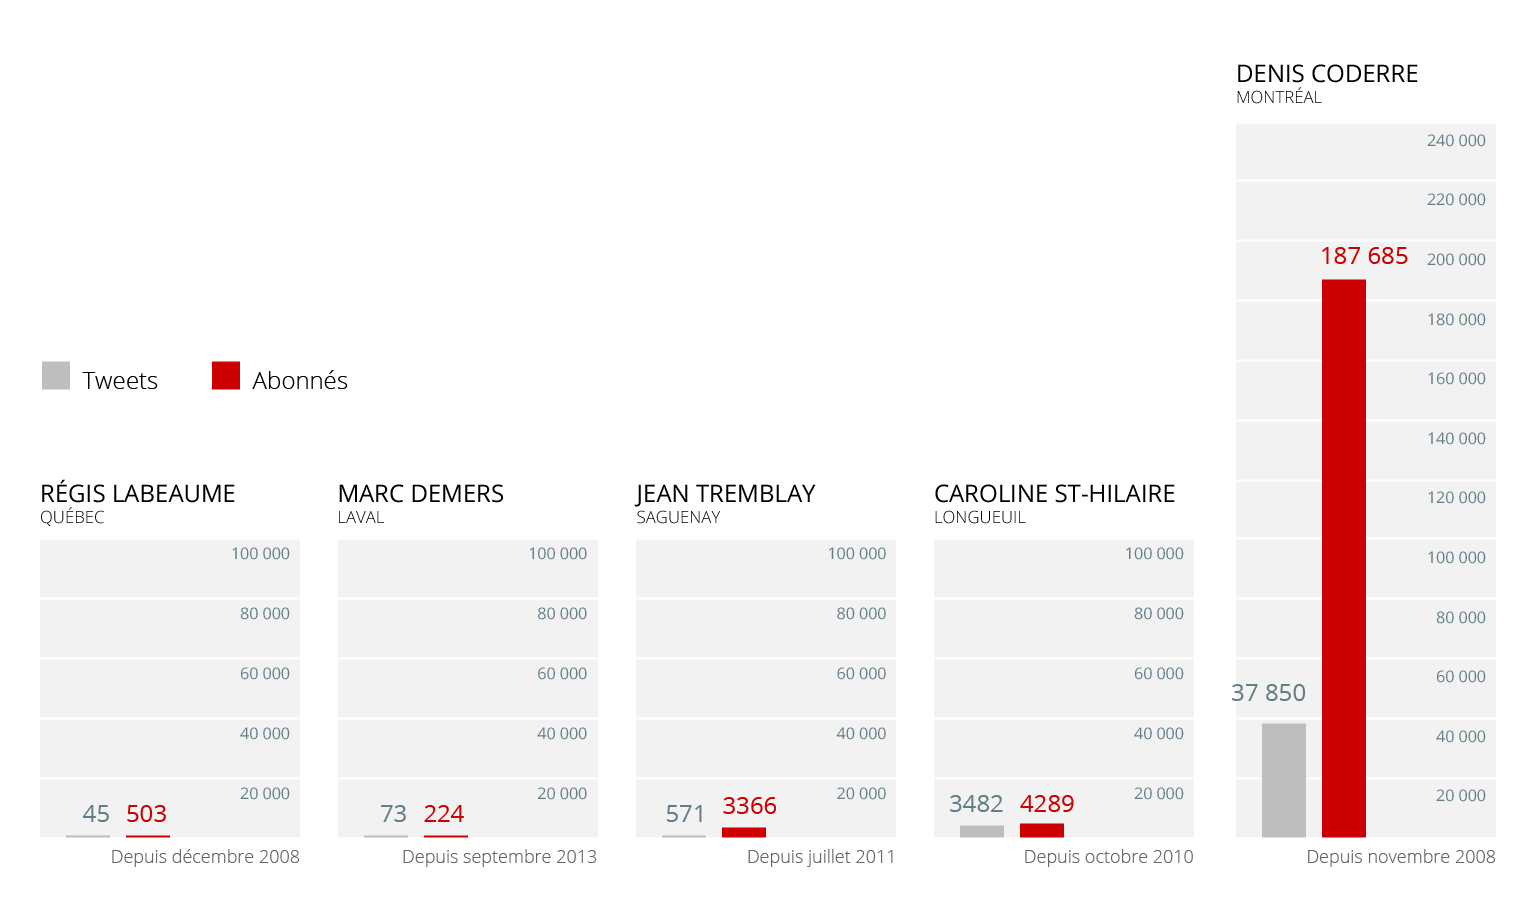 Tweets
Abonnés
RÉGIS LABEAUME
QUÉBEC
100 000
80 000
60 000
40 000
20 000
45
503
Depuis décembre 2008
MARC DEMERS
LAVAL
100 000
80 000
60 000
40 000
20 000
73
224
Depuis septembre 2013
JEAN TREMBLAY
SAGUENAY
100 000
80 000
60 000
40 000
20 000
571
3366
Depuis juillet 2011
CAROLINE ST-HILAIRE
LONGUEUIL
100 000
80 000
60 000
40 000
20 000
3482
4289
Depuis octobre 2010
DENIS CODERRE
MONTRÉAL
240 000
220 000
187 685
200 000
180 000
160 000
140 000
120 000
100 000
80 000
60 000
37 850
40 000
20 000
Depuis novembre 2008